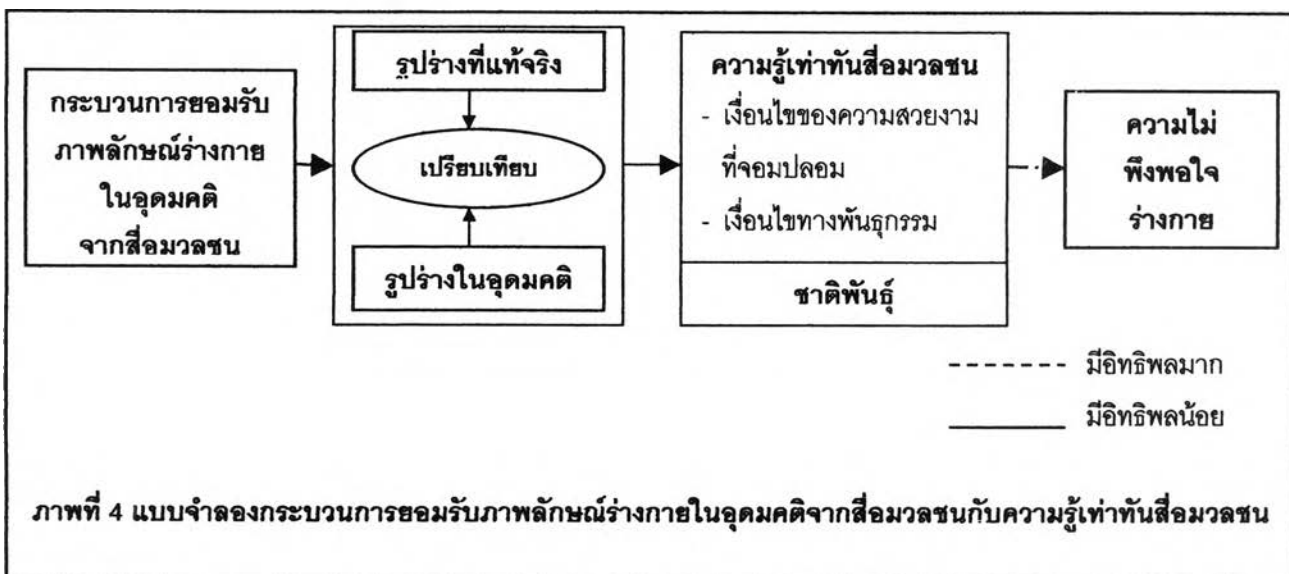 กระบวนการยอมรับ
ภาพลักษณ์ร่างกาย
ในอุดมคติ
จากสื่อมวลชน
รูปร่างที่แท้จริง
เปรียบเทียบ
รูปร่างในอุดมคติ
ความรู้เท่าทันสื่อมวลชน
- เงื่อนไขของความสวยงาม
ที่จอมปลอม
- เงื่อนไขทางพันธุกรรม
ชาติพันธุ์
ความไม่
พึงพอใจ
ร่างกาย
มีอิทธิพลมาก
มีอิทธิพลน้อย
ภาพที่ 4 แบบจำลองกระบวนการยอมรับภาพลักษณ์ร่างกายในอุดมคติจากสื่อมวลชนกับความรู้เท่าทันสื่อมวลชน